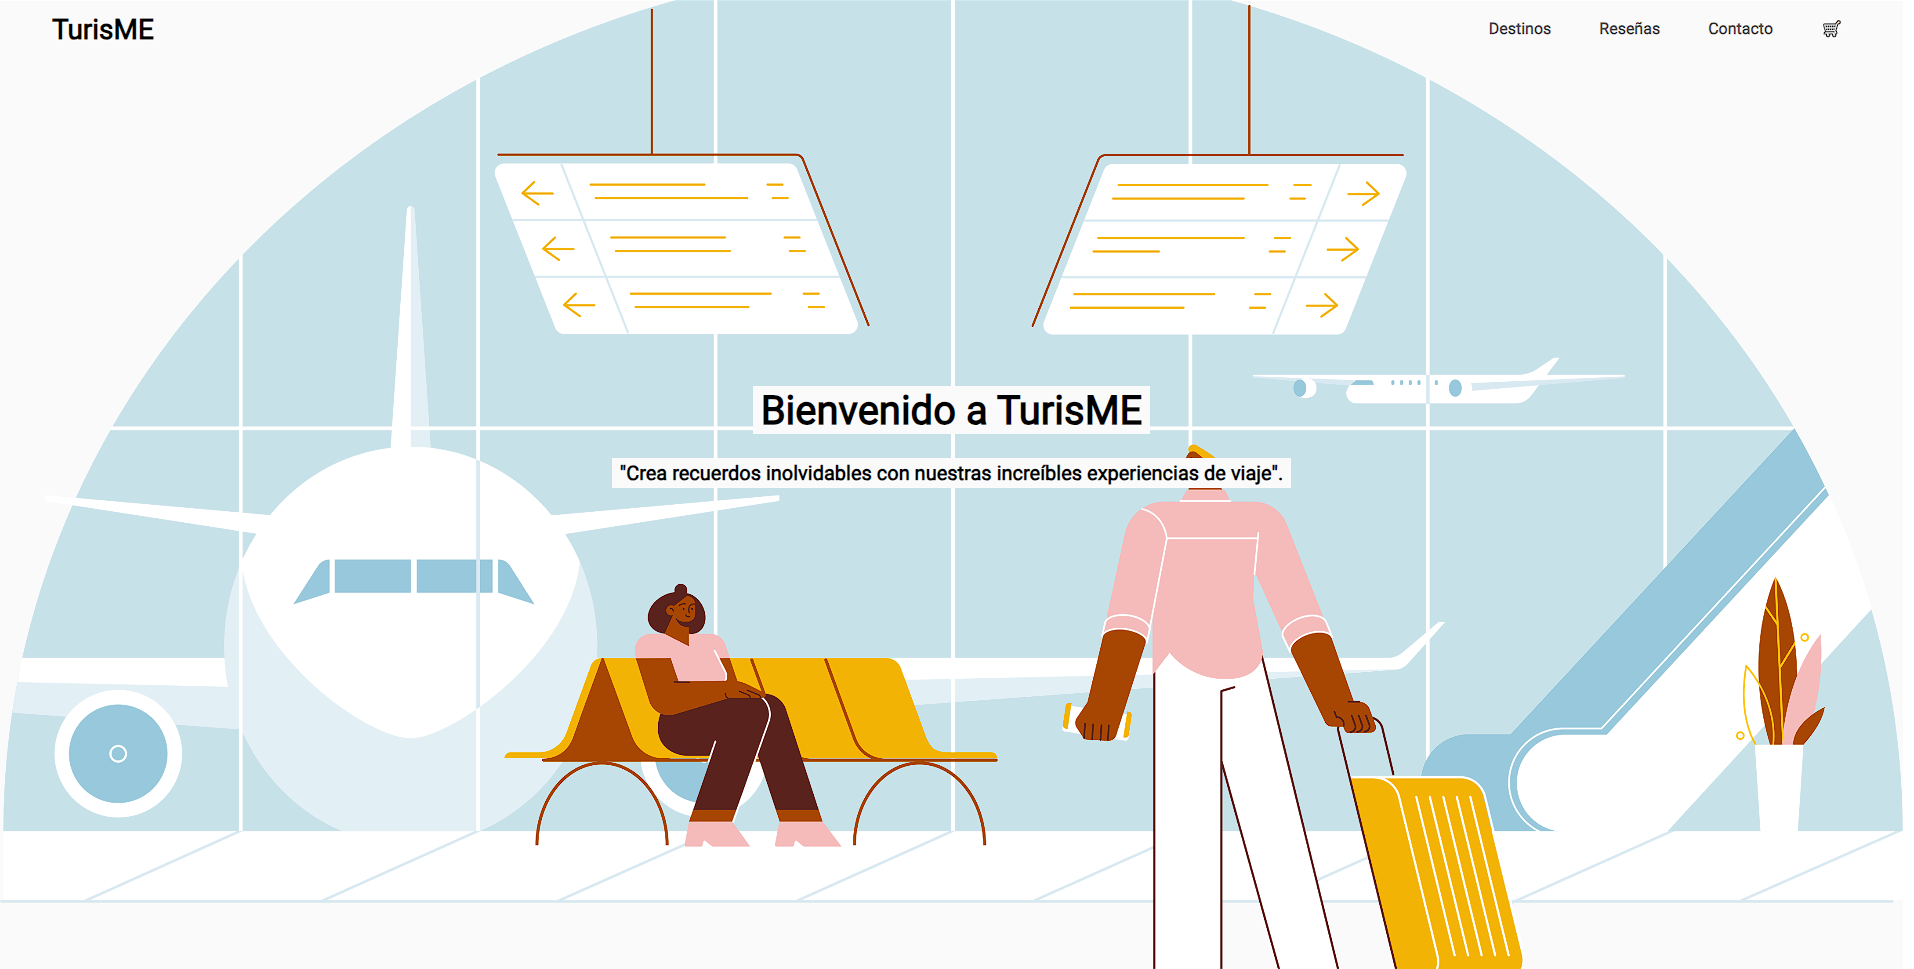 TurisME
Destinos
Reseñas
Contacto
Bienvenido a TurisME
"Crea recuerdos inolvidables con nuestras increíbles experiencias de viaje".